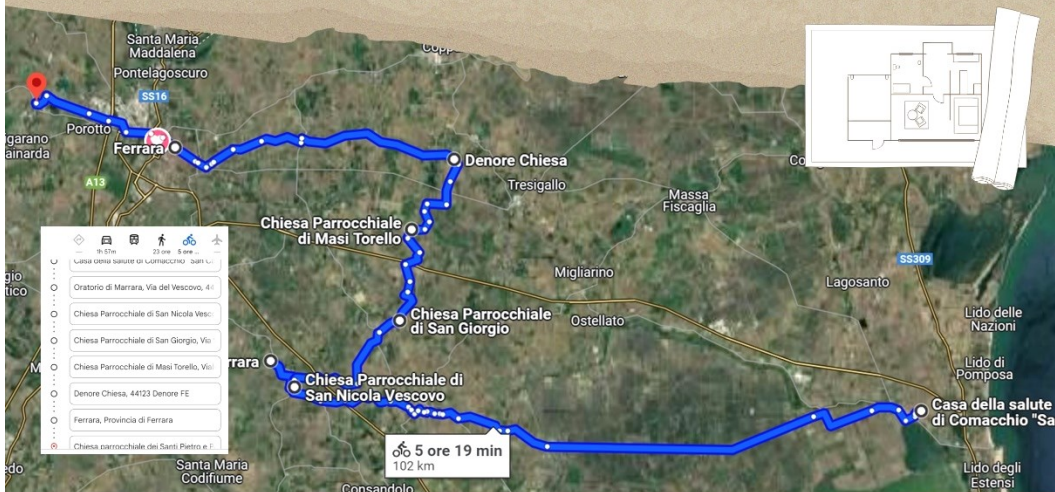 Santa Maria
Maddalena
Pontelagoscuro
SS16
Porotto
Ferrara
A13
Denore Chiesa
Tresigallo
Chiesa Parrocchiale
di Masi Torello
Massa
Fiscaglia
SS309
Migliarino
Lagosanto
Chiesa Parrocchiale
di San Giorgio
Ostellato
Lido delle
Nazioni
Lido di
Pomposa
Chiesa Parrocchiale di
San Nicola Vescovo
Casa della salute
di Comacchio "Sa
5 ore 19 min
102 km
Santa Maria
Codifiume
Consandolo
Lido degli
Estensi
1h 57m
23 ore
5 ore ...
Casa della salute di Comacchio "San
Oratorio di Marrara, Via del Vescovo, 4
Chiesa Parrocchiale di San Nicola Vesc
Chiesa Parrocchiale di San Giorgio, Via
Chiesa Parrocchiale di Masi Torello, Via
Denore Chiesa, 44123 Denore FE
Ferrara, Provincia di Ferrara
Chiesa parrocchiale dei Santi Pietro e